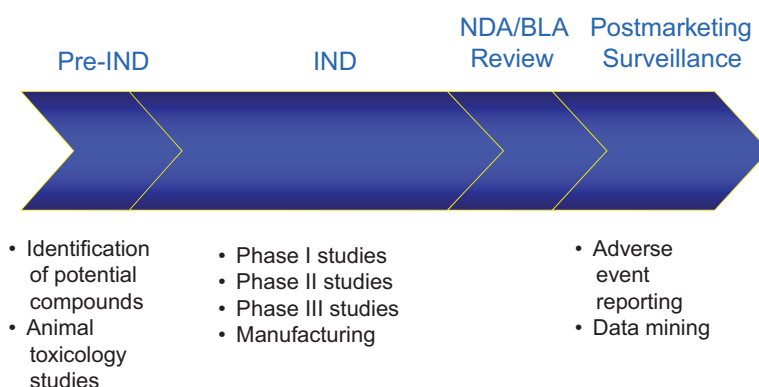 Pre-IND
IND
NDA/BLA
Review
Postmarketing
Surveillance
• Identification
of potential
compounds
• Animal
toxicology
studies
• Phase I studies
• Phase II studies
• Phase III studies
• Manufacturing
• Adverse
event
reporting
• Data mining